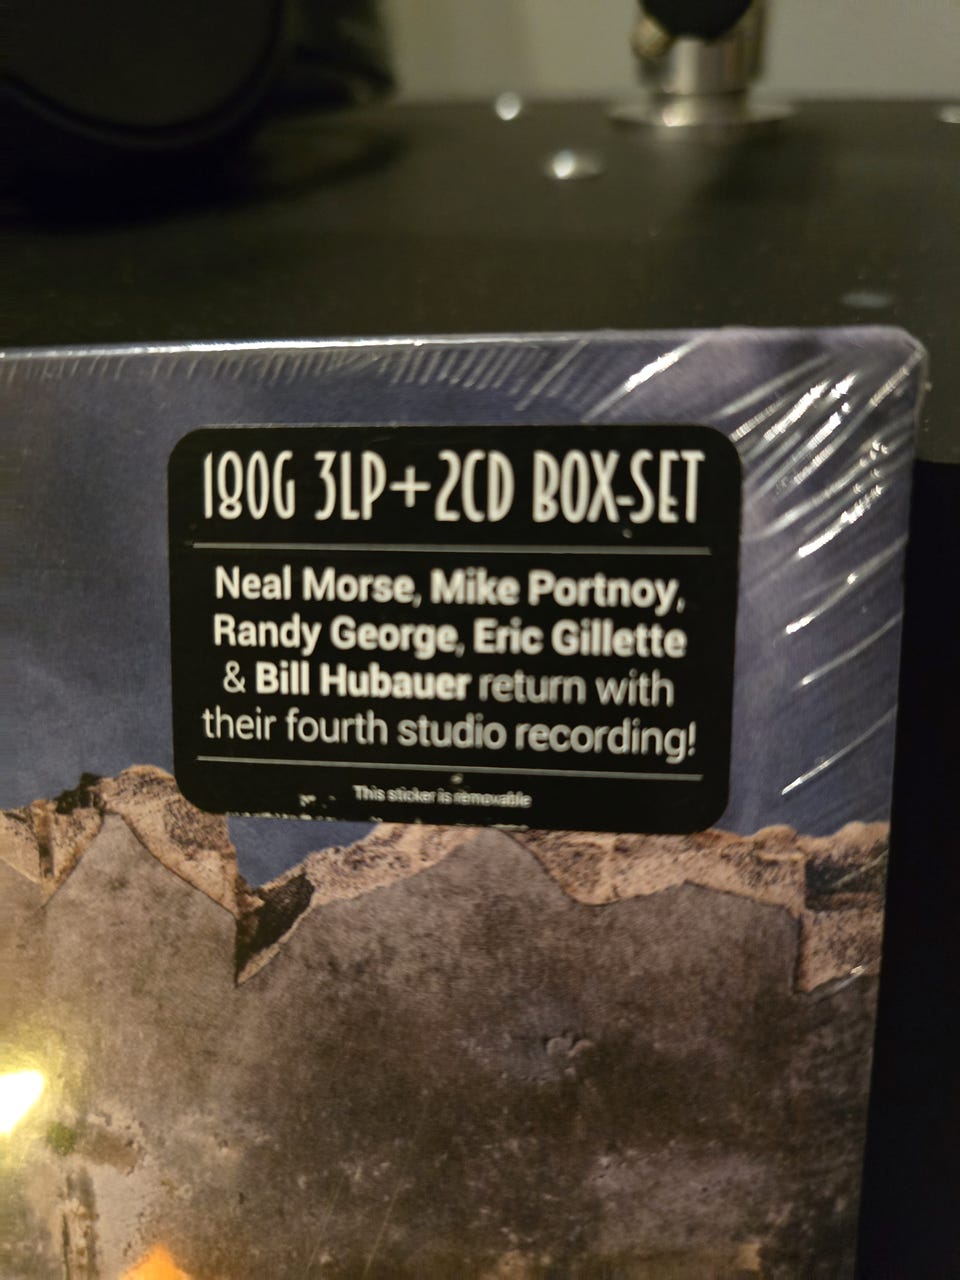 180G 3LP+2CD BOX-SET
Neal Morse, Mike Portnoy,
Randy George, Eric Gillette
& Bill Hubauer return with
their fourth studio recording!
This sticker is removable